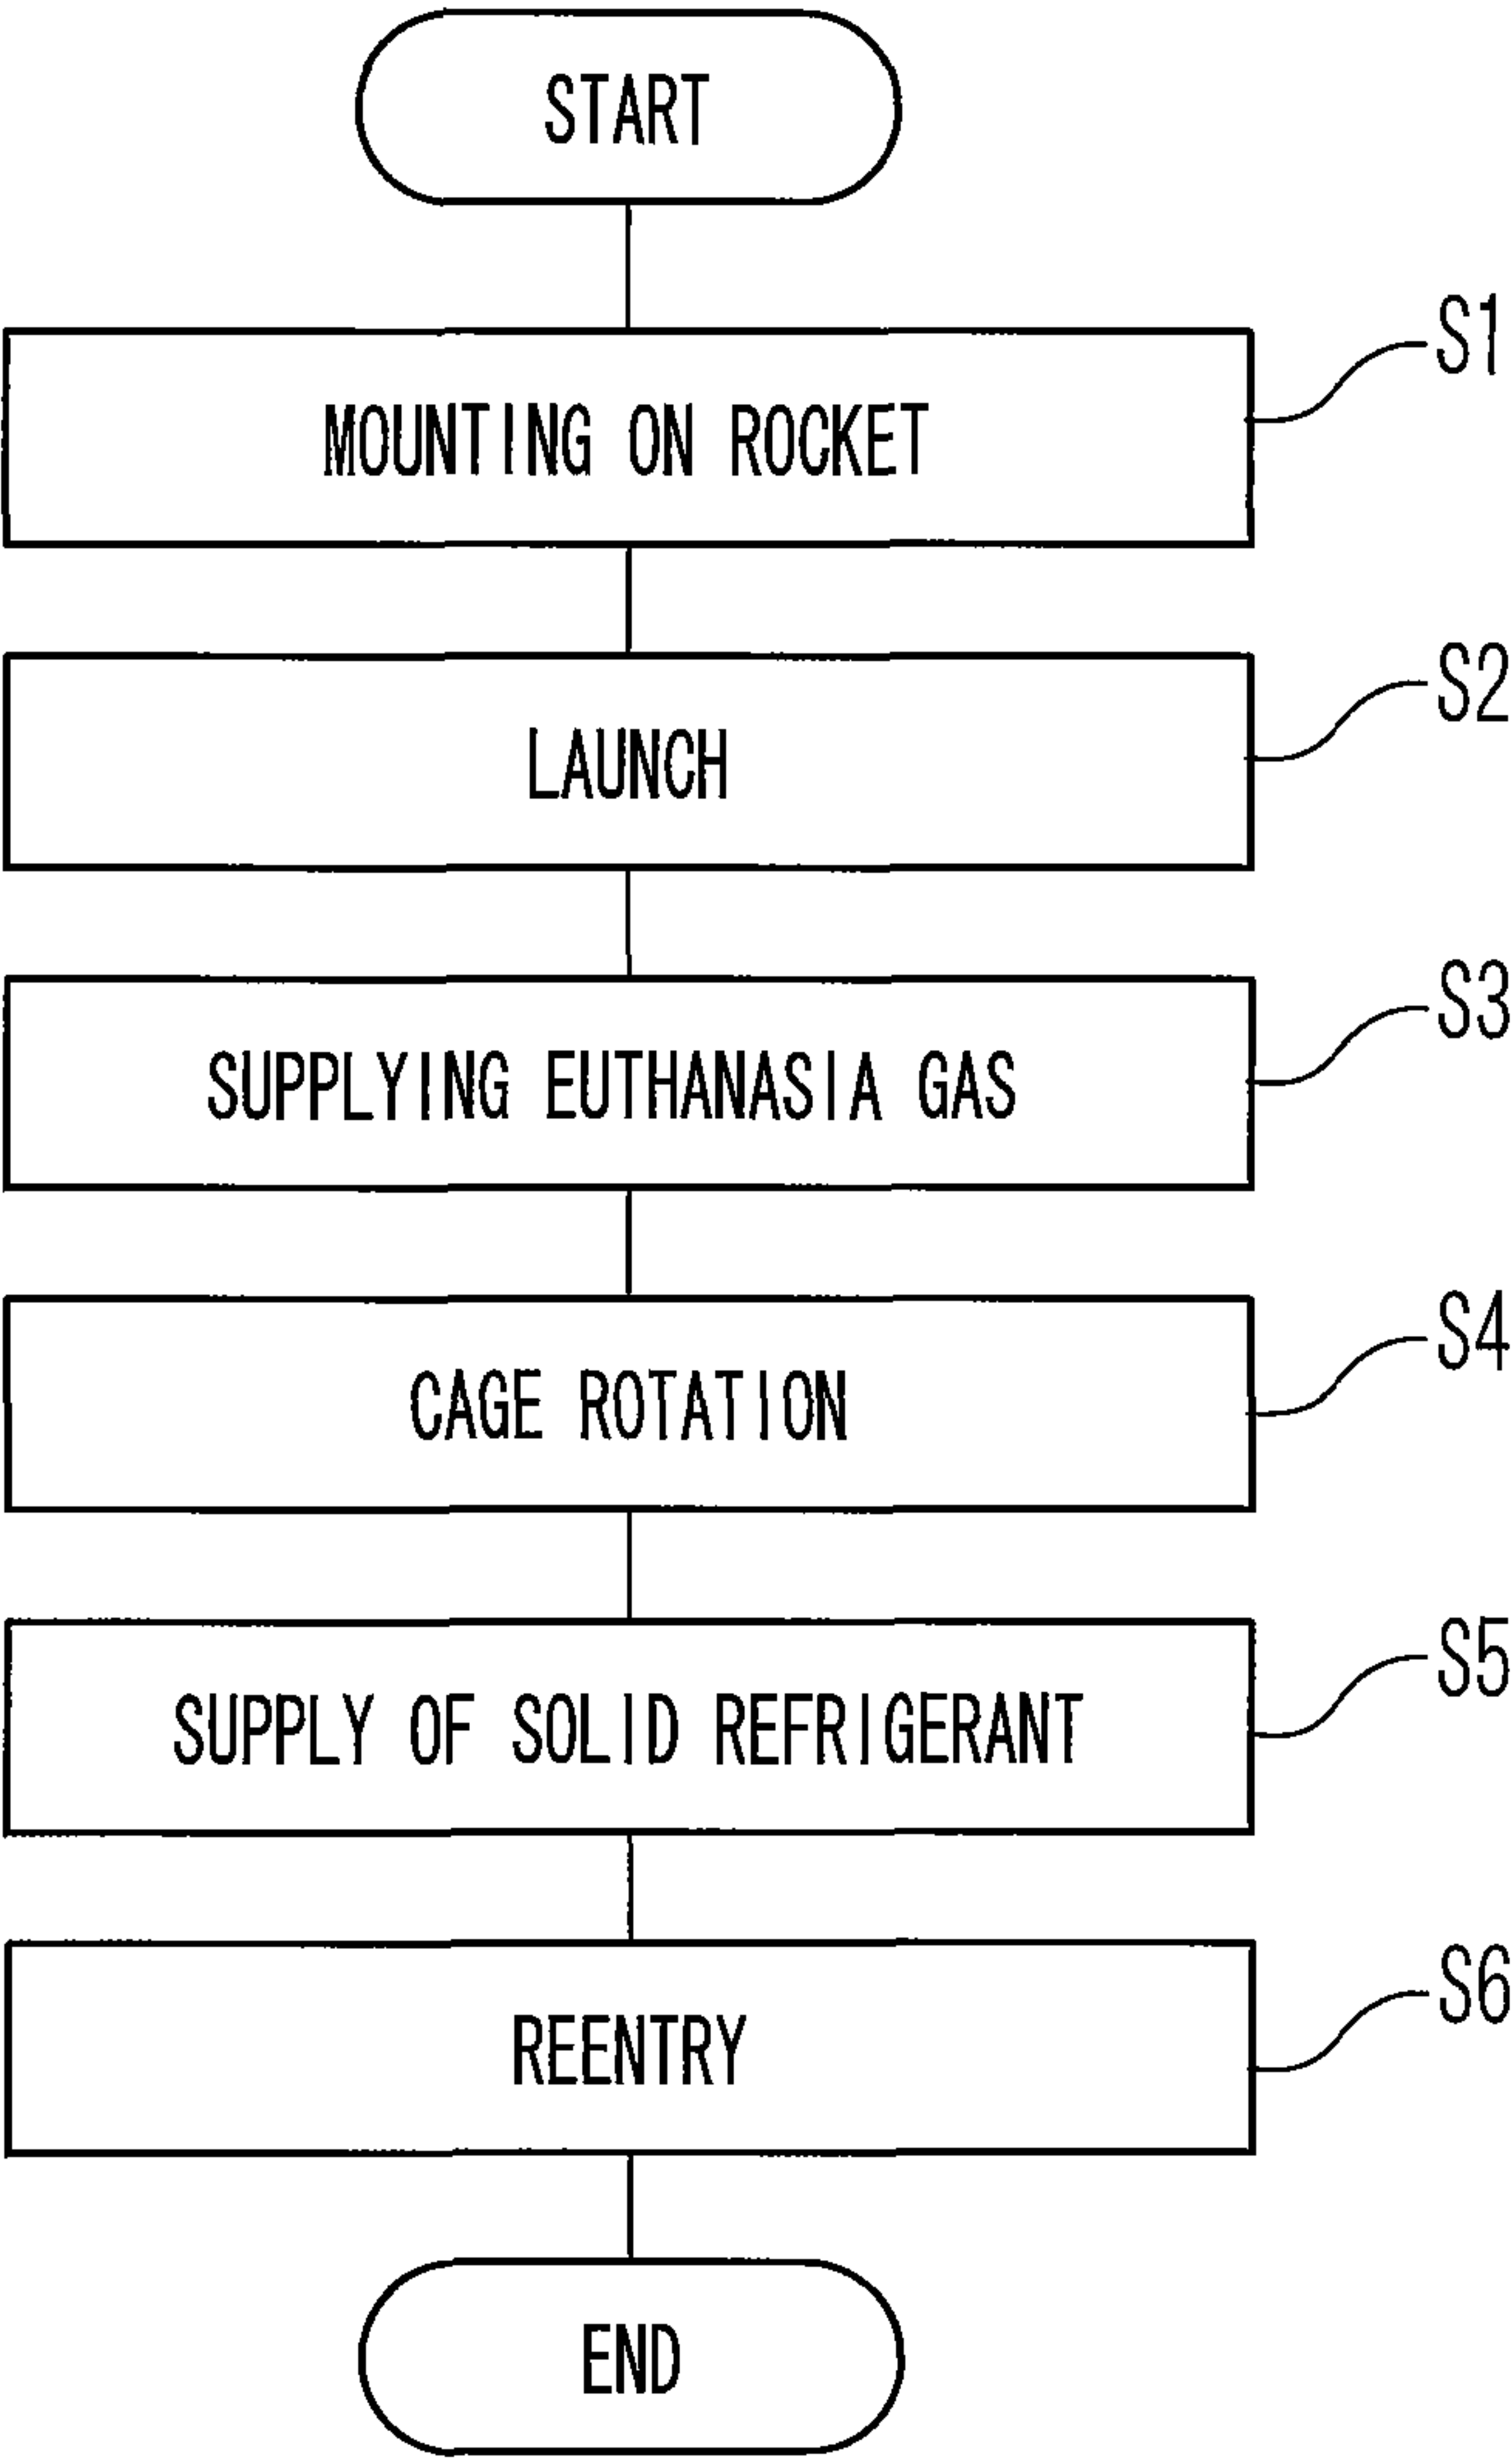 START
S1
MOUNTING ON ROCKET
S2
LAUNCH
S3
SUPPLYING EUTHANASIA GAS
S4
CAGE ROTATION
S5
SUPPLY OF SOLID REFRIGERANT
S6
REENTRY
END